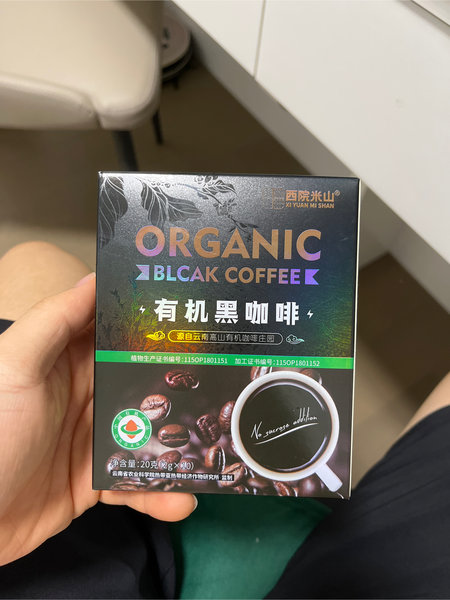 西院米山®
XI YUAN MI SHAN
ORGANIC
BLCAK COFFEE
有机黑咖啡
源自云南高山有机咖啡庄园
植物生产证书编号:115OP1801151 加工证书编号:115OP1801152
No sucrose addition
净含量:20克(2g×10)
云南省农业科学院热带亚热带经济作物研究所 监制